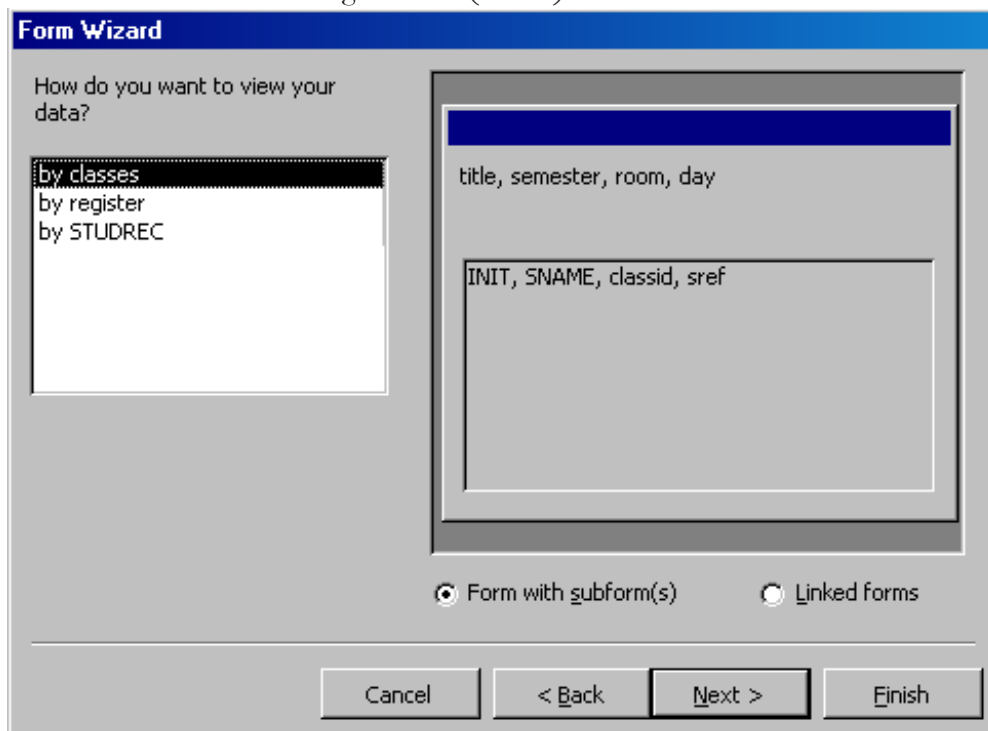 Form Wizard
How do you want to view your
data?
by classes
by register
by STUDREC
title, semester, room, day
INIT, SNAME, classid, sref
Form with subform(s)
Linked forms
Cancel
< Back
Next >
Finish